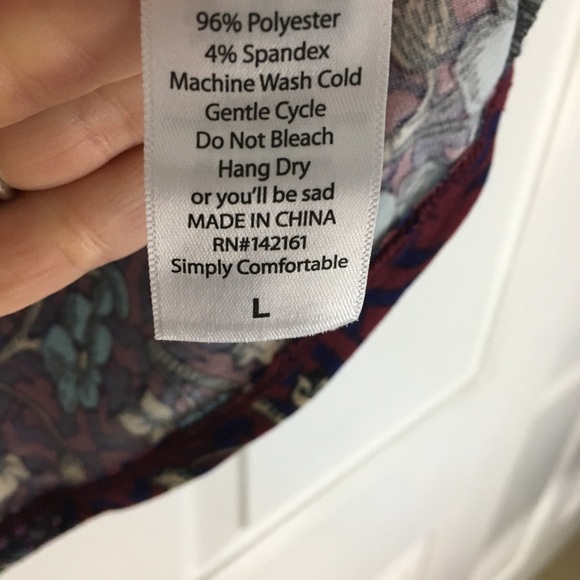 96% Polyester
4% Spandex
Machine Wash Cold
Gentle Cycle
Do Not Bleach
Hang Dry
or you'll be sad
MADE IN CHINA
RN#142161
Simply Comfortable
L